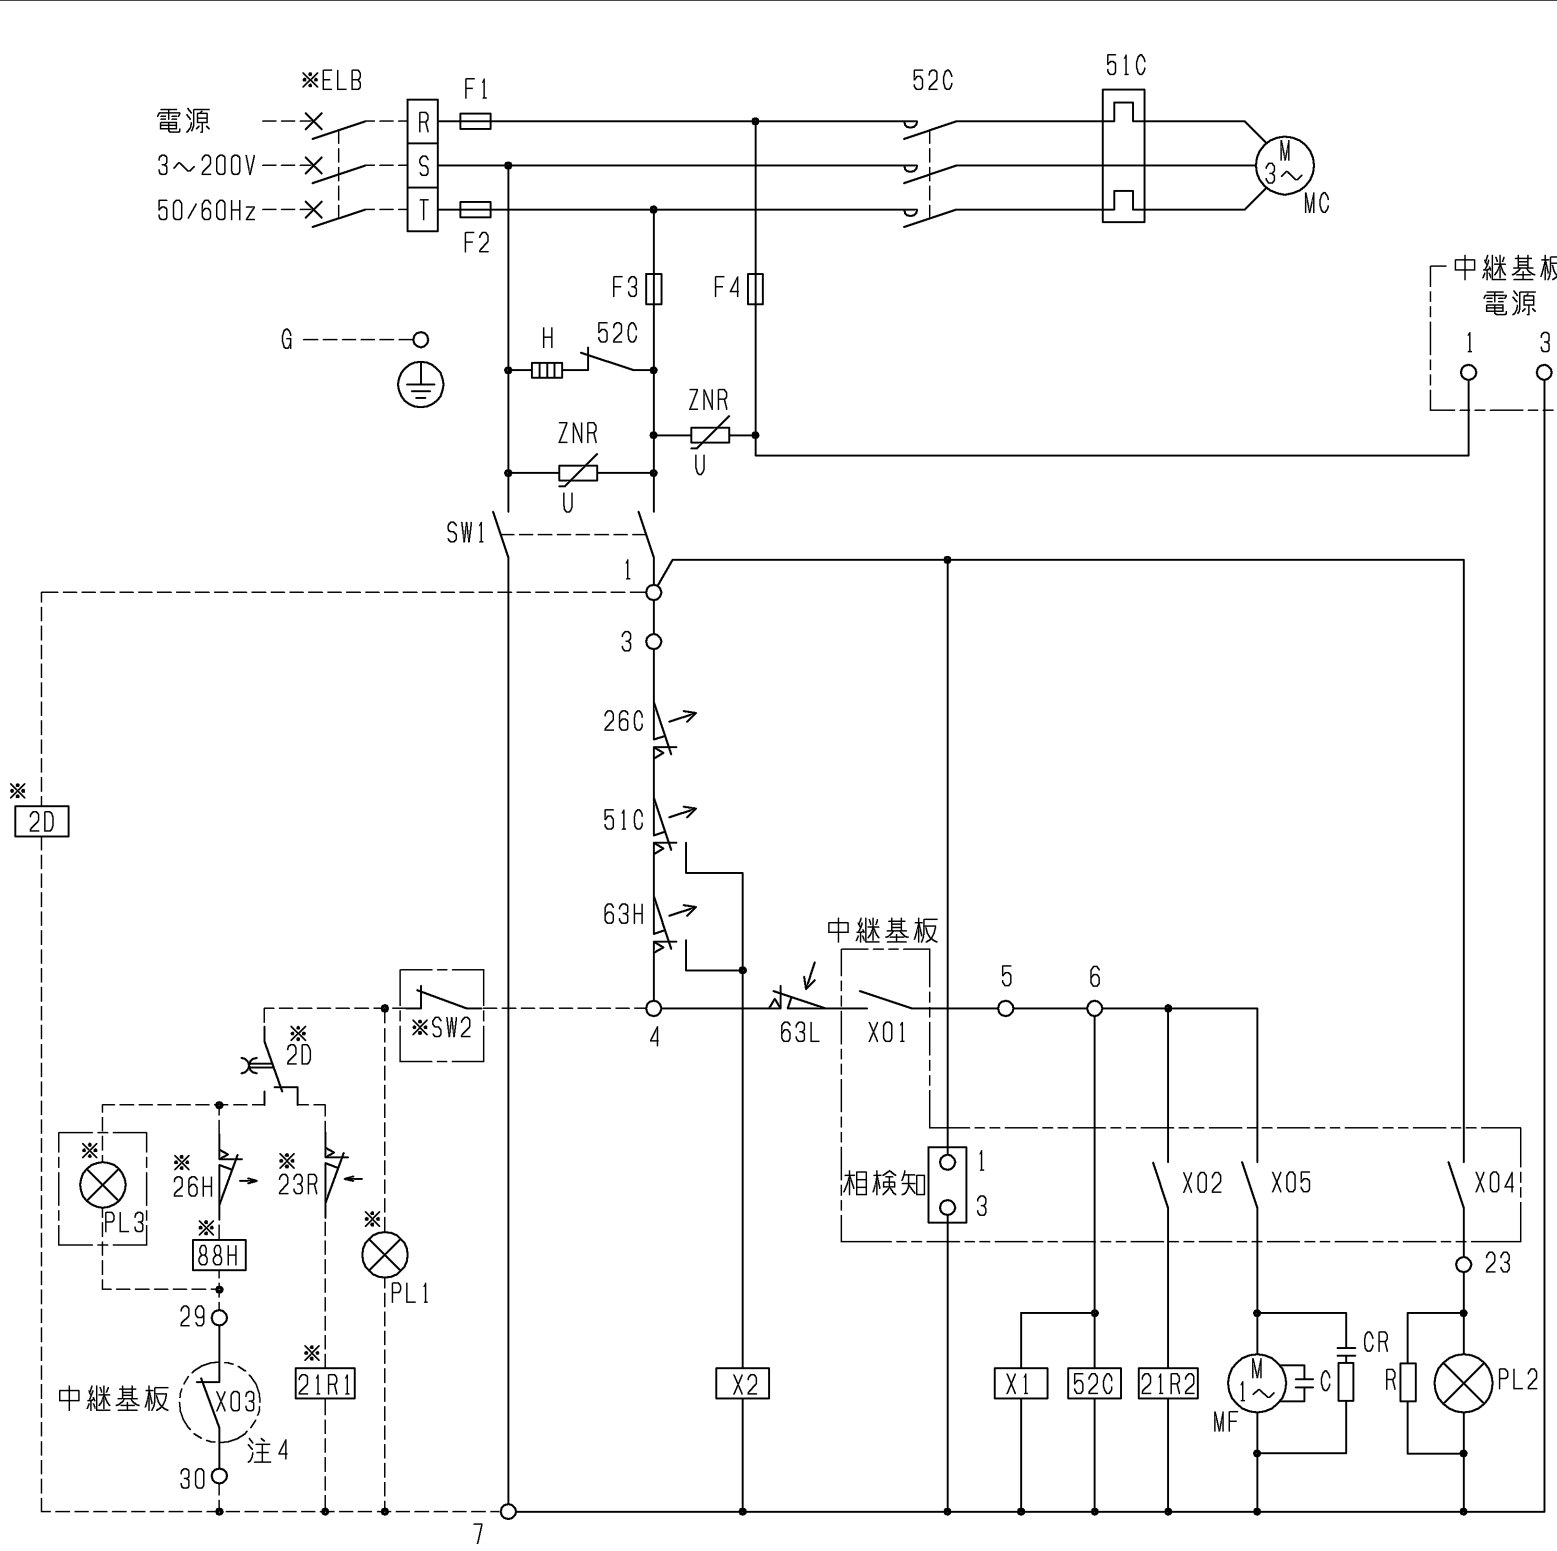 ※ELB
F1
52C
51C
電源
R
3～200V
S
M
3～
50/60Hz
T
MC
F2
中継基板
電源
F3
F4
1
3
G
H
52C
ZNR
ZNR
U
U
SW1
1
3
26C
※
2D
51C
63H
中継基板
5
6
※SW2
4
63L
X01
※
2D
※
※
※
1
相検知
3
26H
23R
X02
X05
X04
PL3
※
※
88H
23
PL1
29
※
CR
中継基板
X03
21R1
X2
X1
52C
21R2
M
1～
C
R
PL2
MF
注4
30
7